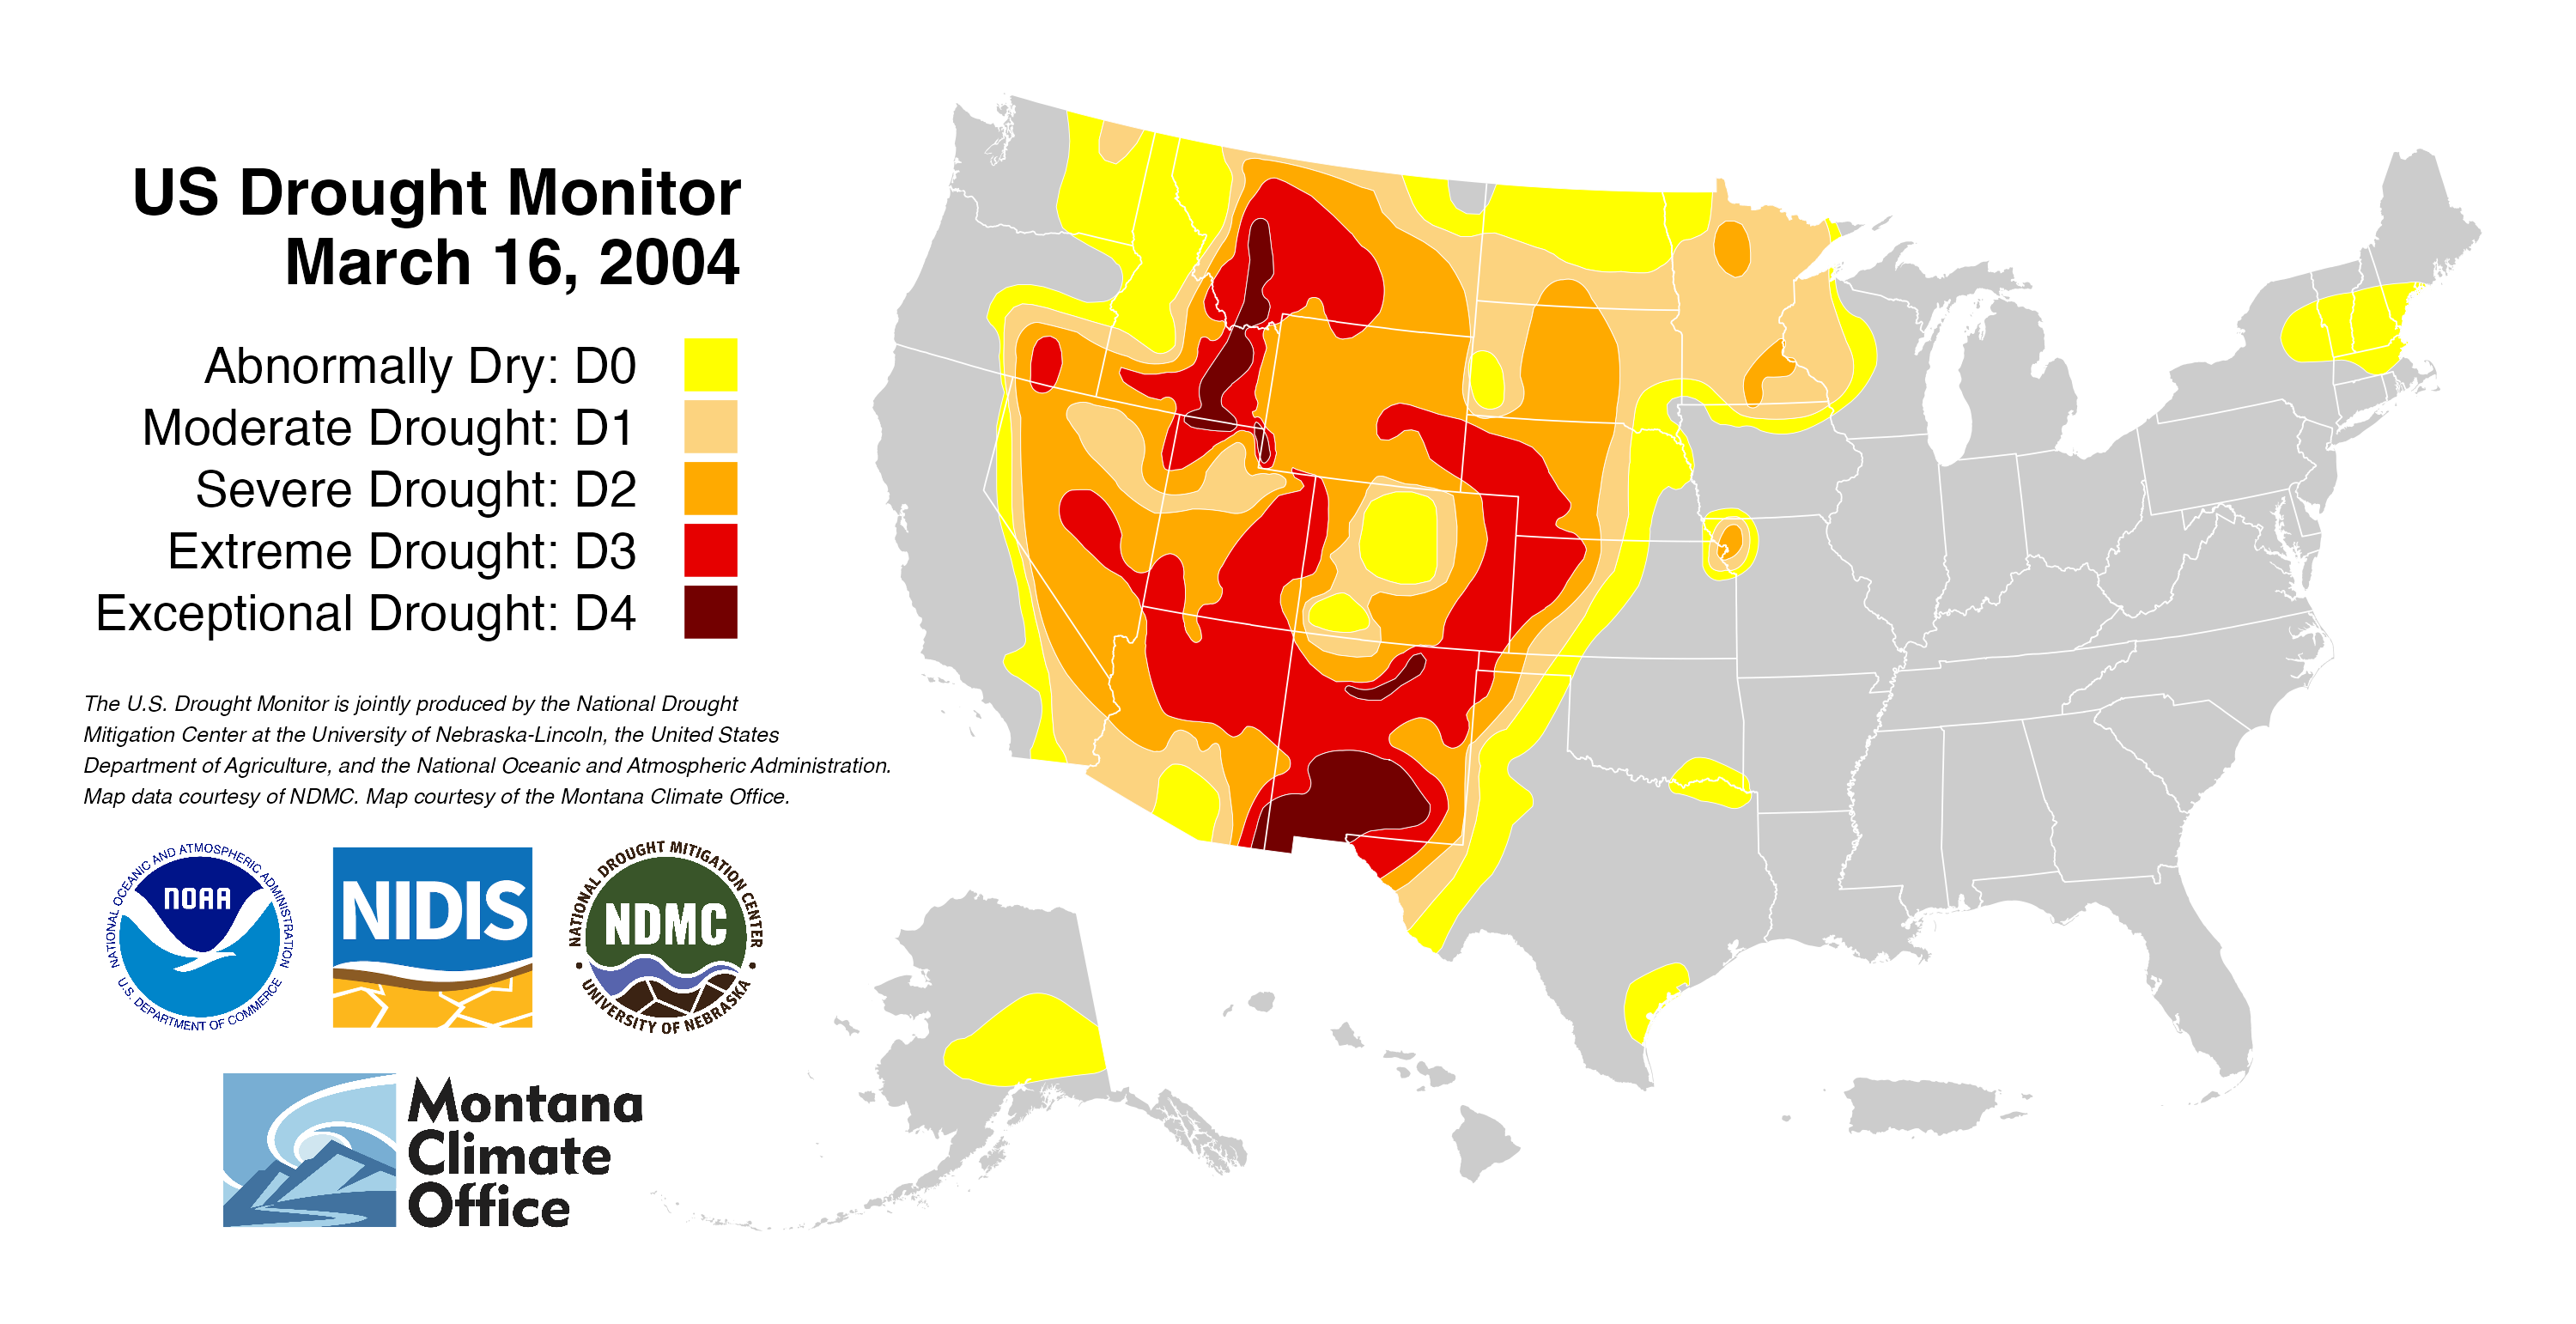 US Drought Monitor
March 16, 2004
Abnormally Dry: D0
Moderate Drought: D1
Severe Drought: D2
Extreme Drought: D3
Exceptional Drought: D4
The U.S. Drought Monitor is jointly produced by the National Drought
Mitigation Center at the University of Nebraska-Lincoln, the United States
Department of Agriculture, and the National Oceanic and Atmospheric Administration.
Map data courtesy of NDMC. Map courtesy of the Montana Climate Office.
NATIONAL OCEANIC AND ATMOSPHERIC ADMINISTRATION
NOAA
U.S. DEPARTMENT OF COMMERCE
NIDIS
NATIONAL DROUGHT MITIGATION CENTER
NDMC
UNIVERSITY OF NEBRASKA
Montana
Climate
Office